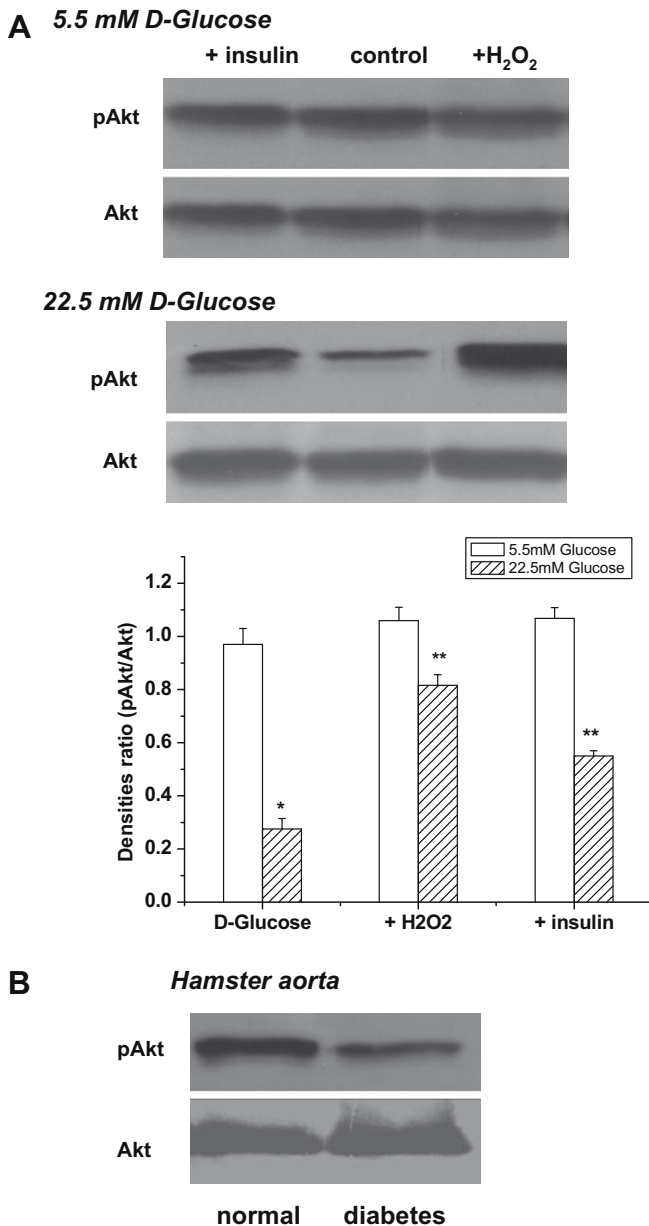 A 5.5 mM D-Glucose
+ insulin control +H₂O₂
pAkt
Akt
22.5 mM D-Glucose
pAkt
Akt
5.5mM Glucose
22.5mM Glucose
Densities ratio (pAkt/Akt)
1.2
1.0
0.8
0.6
0.4
0.2
0.0
*
**
**
D-Glucose + H2O2 + insulin
B Hamster aorta
pAkt
Akt
normal diabetes